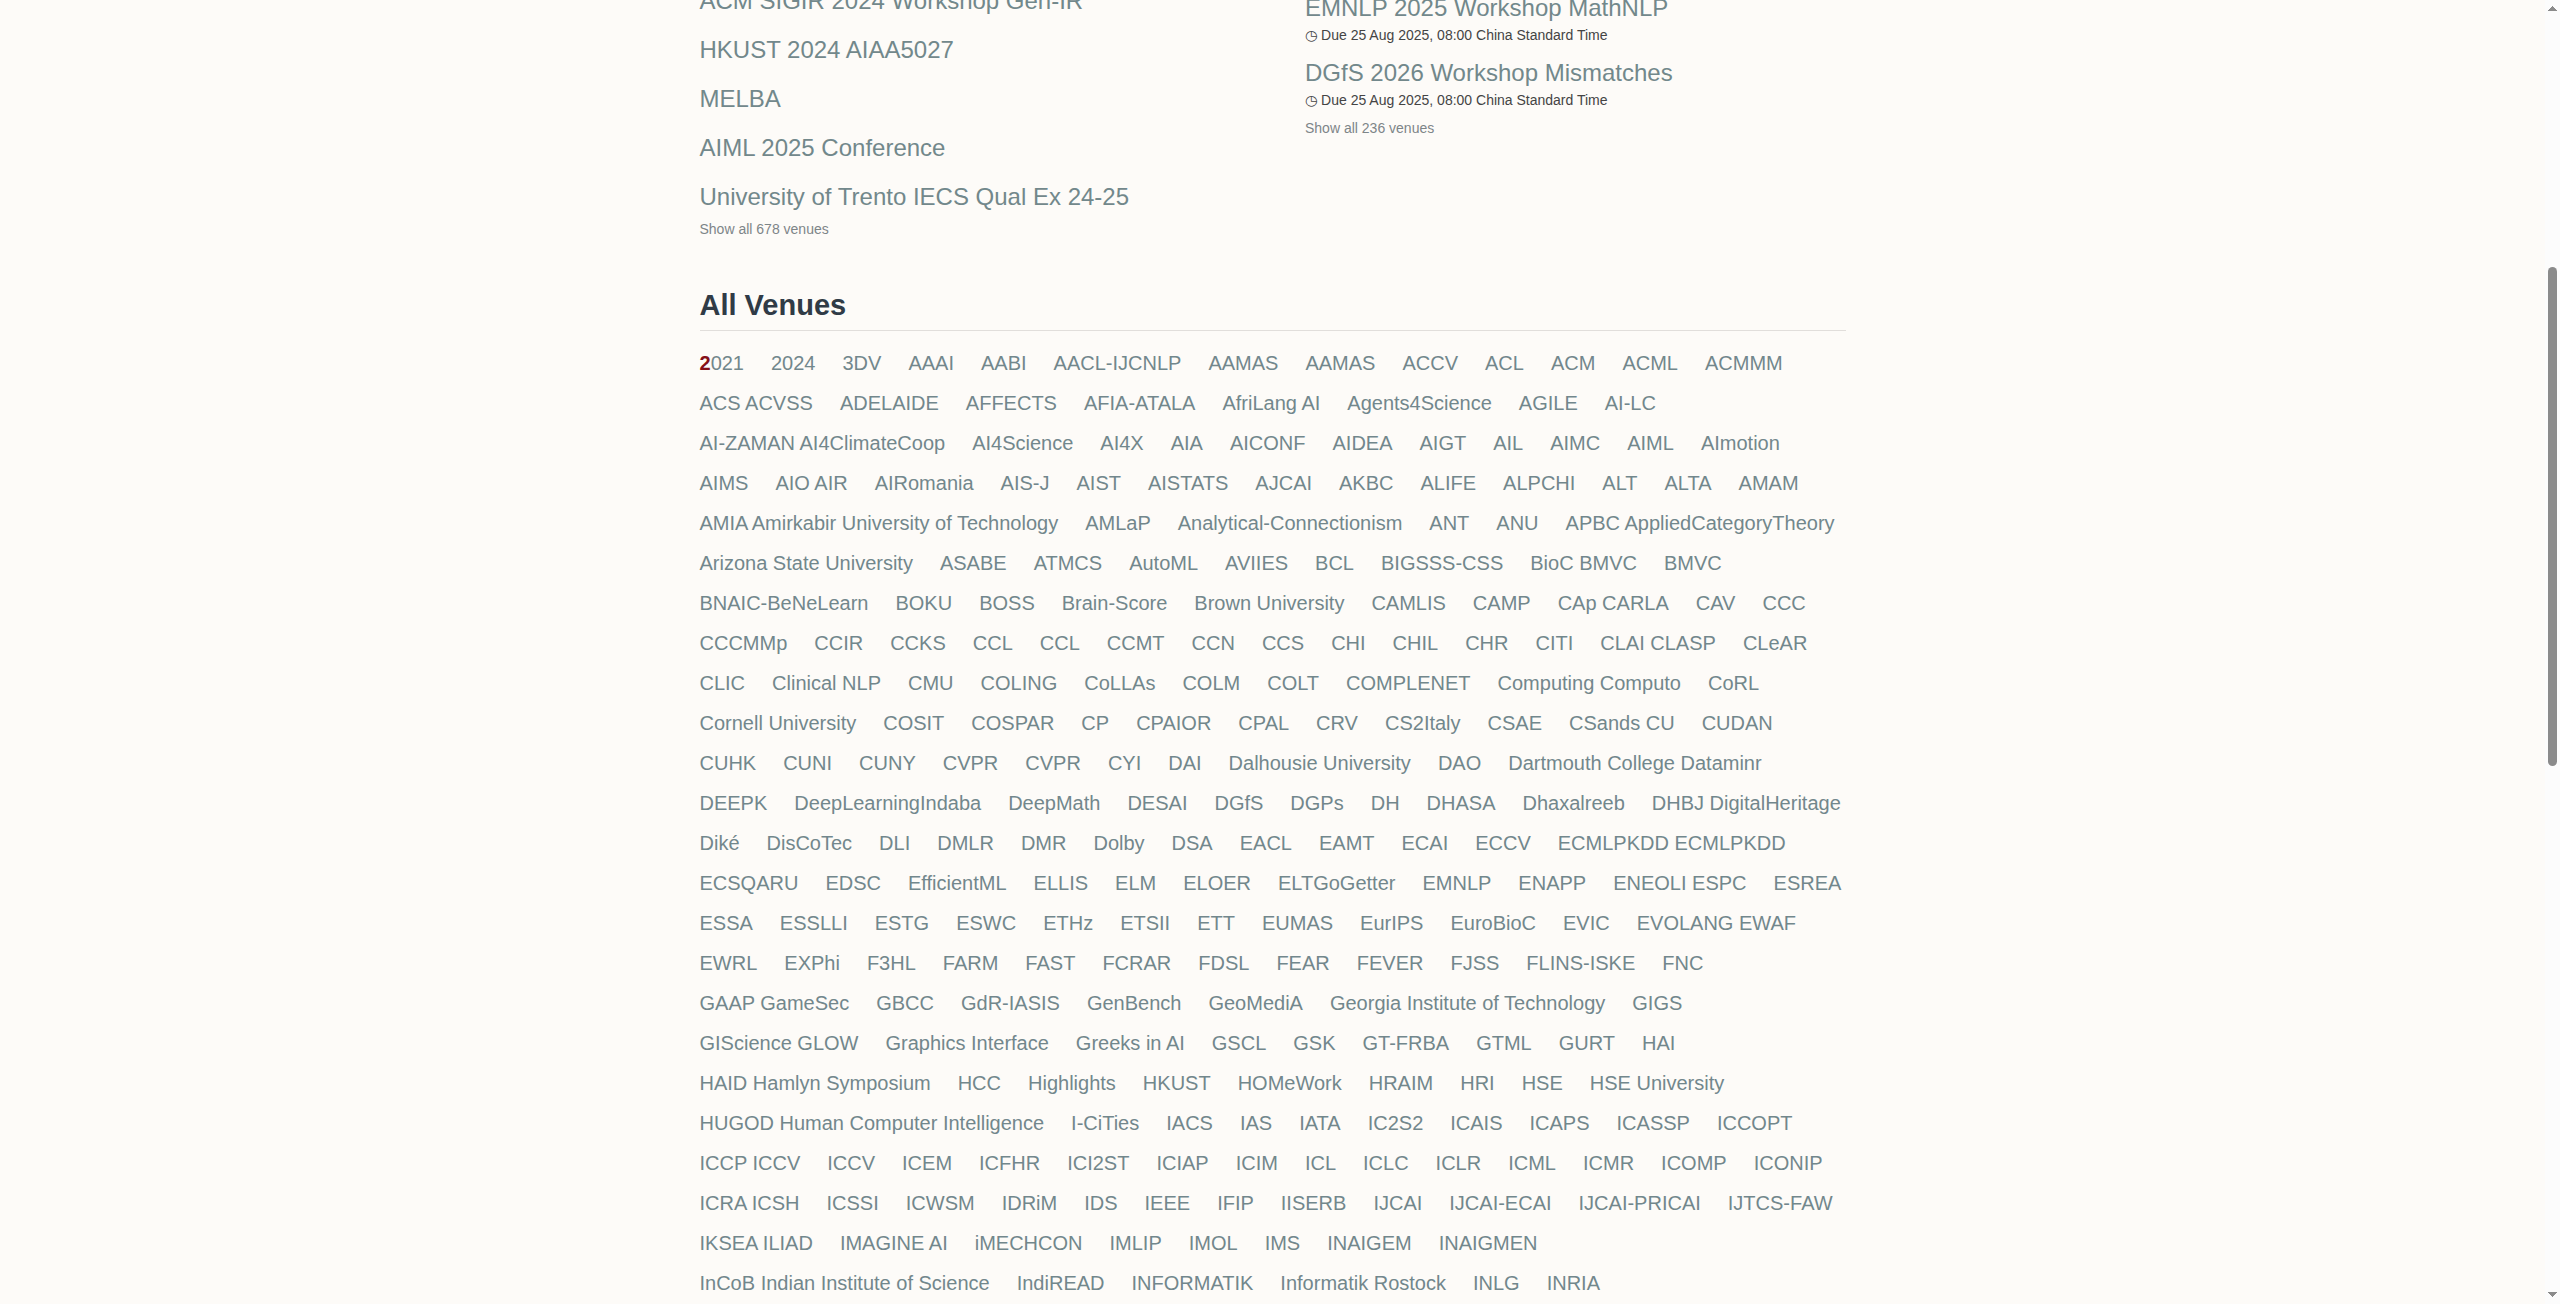 ACM SIGIR 2024 Workshop Gen-IR
HKUST 2024 AIAA5027
MELBA
AIML 2025 Conference
University of Trento IECS Qual Ex 24-25
Show all 678 venues
EMNLP 2025 Workshop MathNLP
Due 25 Aug 2025, 08:00 China Standard Time
DGfS 2026 Workshop Mismatches
Due 25 Aug 2025, 08:00 China Standard Time
Show all 236 venues
All Venues
2021 2024 3DV AAAI AABI AACL-IJCNLP AAMAS AAMAS ACCV ACL ACM ACML ACMMM
ACS ACVSS ADELAIDE AFFECTS AFIA-ATALA AfriLang AI Agents4Science AGILE AI-LC
AI-ZAMAN AI4ClimateCoop AI4Science AI4X AIA AICONF AIDEA AIGT AIL AIMC AIML AImotion
AIMS AIO AIR AIRomania AIS-J AIST AISTATS AJCAI AKBC ALIFE ALPCHI ALT ALTA AMAM
AMIA Amirkabir University of Technology AMLaP Analytical-Connectionism ANT ANU APBC AppliedCategoryTheory
Arizona State University ASABE ATMCS AutoML AVIIES BCL BIGSSS-CSS BioC BMVC BMVC
BNAIC-BeNeLearn BOKU BOSS Brain-Score Brown University CAMLIS CAMP CAp CARLA CAV CCC
CCCMMp CCIR CCKS CCL CCL CCMT CCN CCS CHI CHIL CHR CITI CLAI CLASP CLeAR
CLIC Clinical NLP CMU COLING CoLLAs COLM COLT COMPLENET Computing Computo CoRL
Cornell University COSIT COSPAR CP CPAIOR CPAL CRV CS2Italy CSAE CSands CU CUDAN
CUHK CUNI CUNY CVPR CVPR CYI DAI Dalhousie University DAO Dartmouth College Dataminr
DEEPK DeepLearningIndaba DeepMath DESAI DGfS DGPs DH DHASA Dhaxalreeb DHBJ DigitalHeritage
Diké DisCoTec DLI DMLR DMR Dolby DSA EACL EAMT ECAI ECCV ECMLPKDD ECMLPKDD
ECSQARU EDSC EfficientML ELLIS ELM ELOER ELTGoGetter EMNLP ENAPP ENEOLI ESPC ESREA
ESSA ESSLLI ESTG ESWC ETHz ETSII ETT EUMAS EurIPS EuroBioC EVIC EVOLANG EWAF
EWRL EXPhi F3HL FARM FAST FCRAR FDSL FEAR FEVER FJSS FLINS-ISKE FNC
GAAP GameSec GBCC GdR-IASIS GenBench GeoMediA Georgia Institute of Technology GIGS
GIScience GLOW Graphics Interface Greeks in AI GSCL GSK GT-FRBA GTML GURT HAI
HAID Hamlyn Symposium HCC Highlights HKUST HOMeWork HRAIM HRI HSE HSE University
HUGOD Human Computer Intelligence I-CiTies IACS IAS IATA IC2S2 ICAIS ICAPS ICASSP ICCOPT
ICCP ICCV ICCV ICEM ICFHR ICI2ST ICIAP ICIM ICL ICLC ICLR ICML ICMR ICOMP ICONIP
ICRA ICSH ICSSI ICWSM IDRiM IDS IEEE IFIP IISERB IJCAI IJCAI-ECAI IJCAI-PRICAI IJTCS-FAW
IKSEA ILIAD IMAGINE AI iMECHCON IMLIP IMOL IMS INAIGEM INAIGMEN
InCoB Indian Institute of Science IndiREAD INFORMATIK Informatik Rostock INLG INRIA